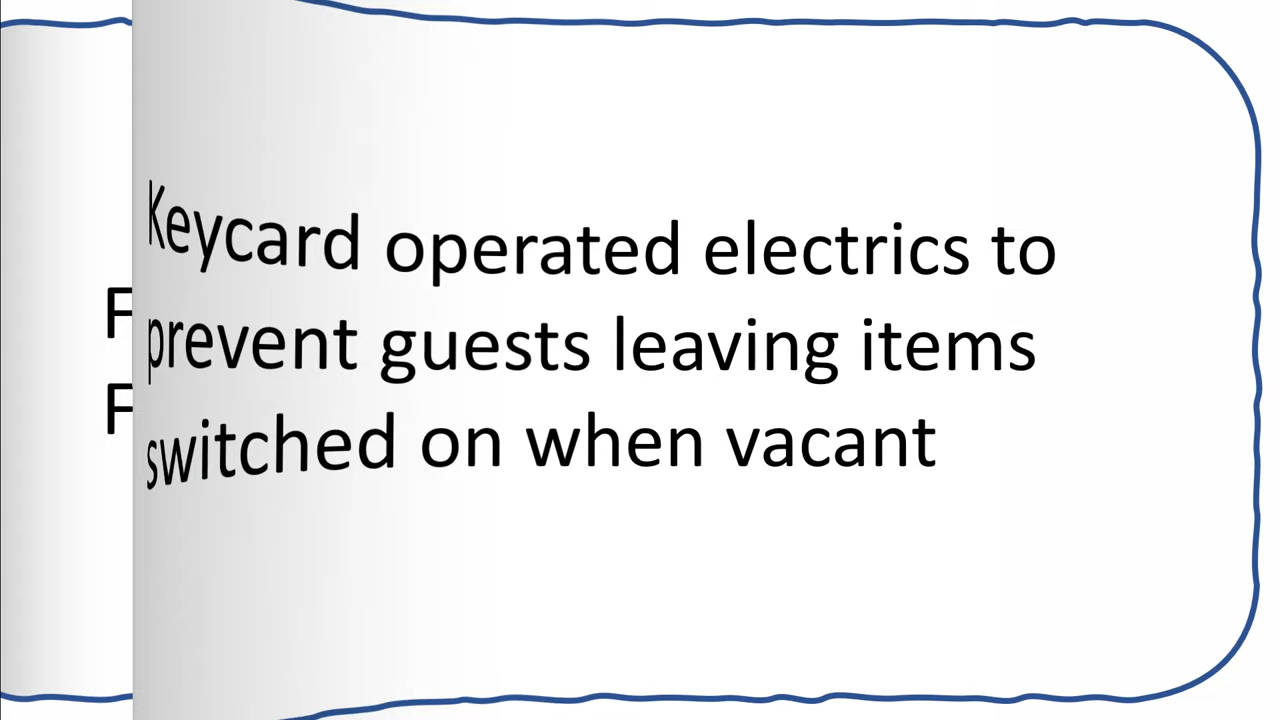 Keycard operated electrics to
prevent guests leaving items
switched on when vacant